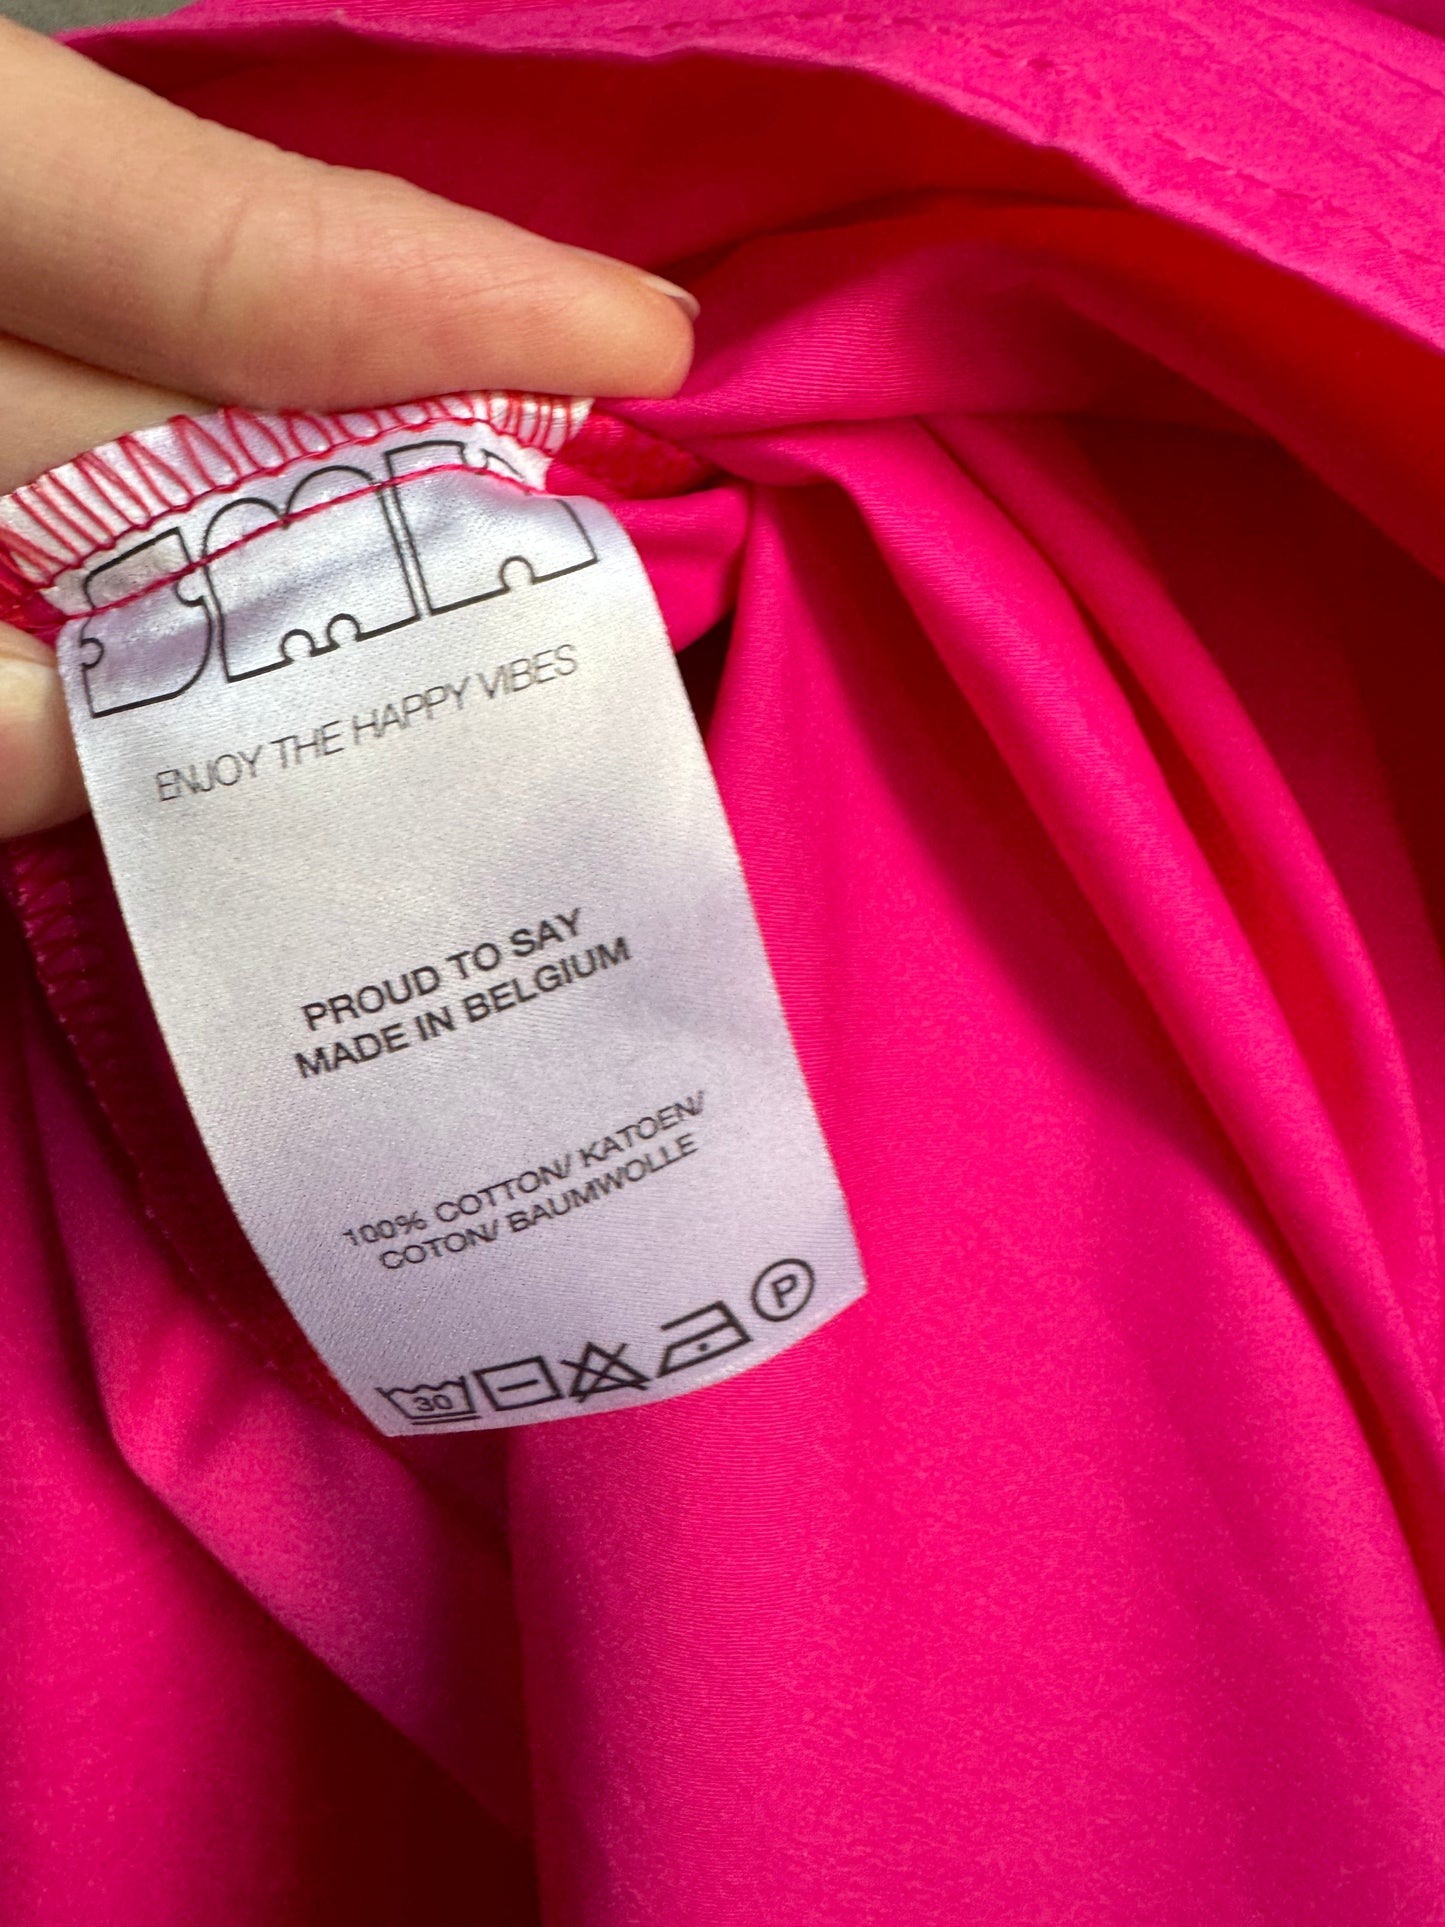 ENJOY THE HAPPY VIBES
PROUD TO SAY
MADE IN BELGIUM
100% COTTON/ KATOEN/
COTON/ BAUMWOLLE
30
P